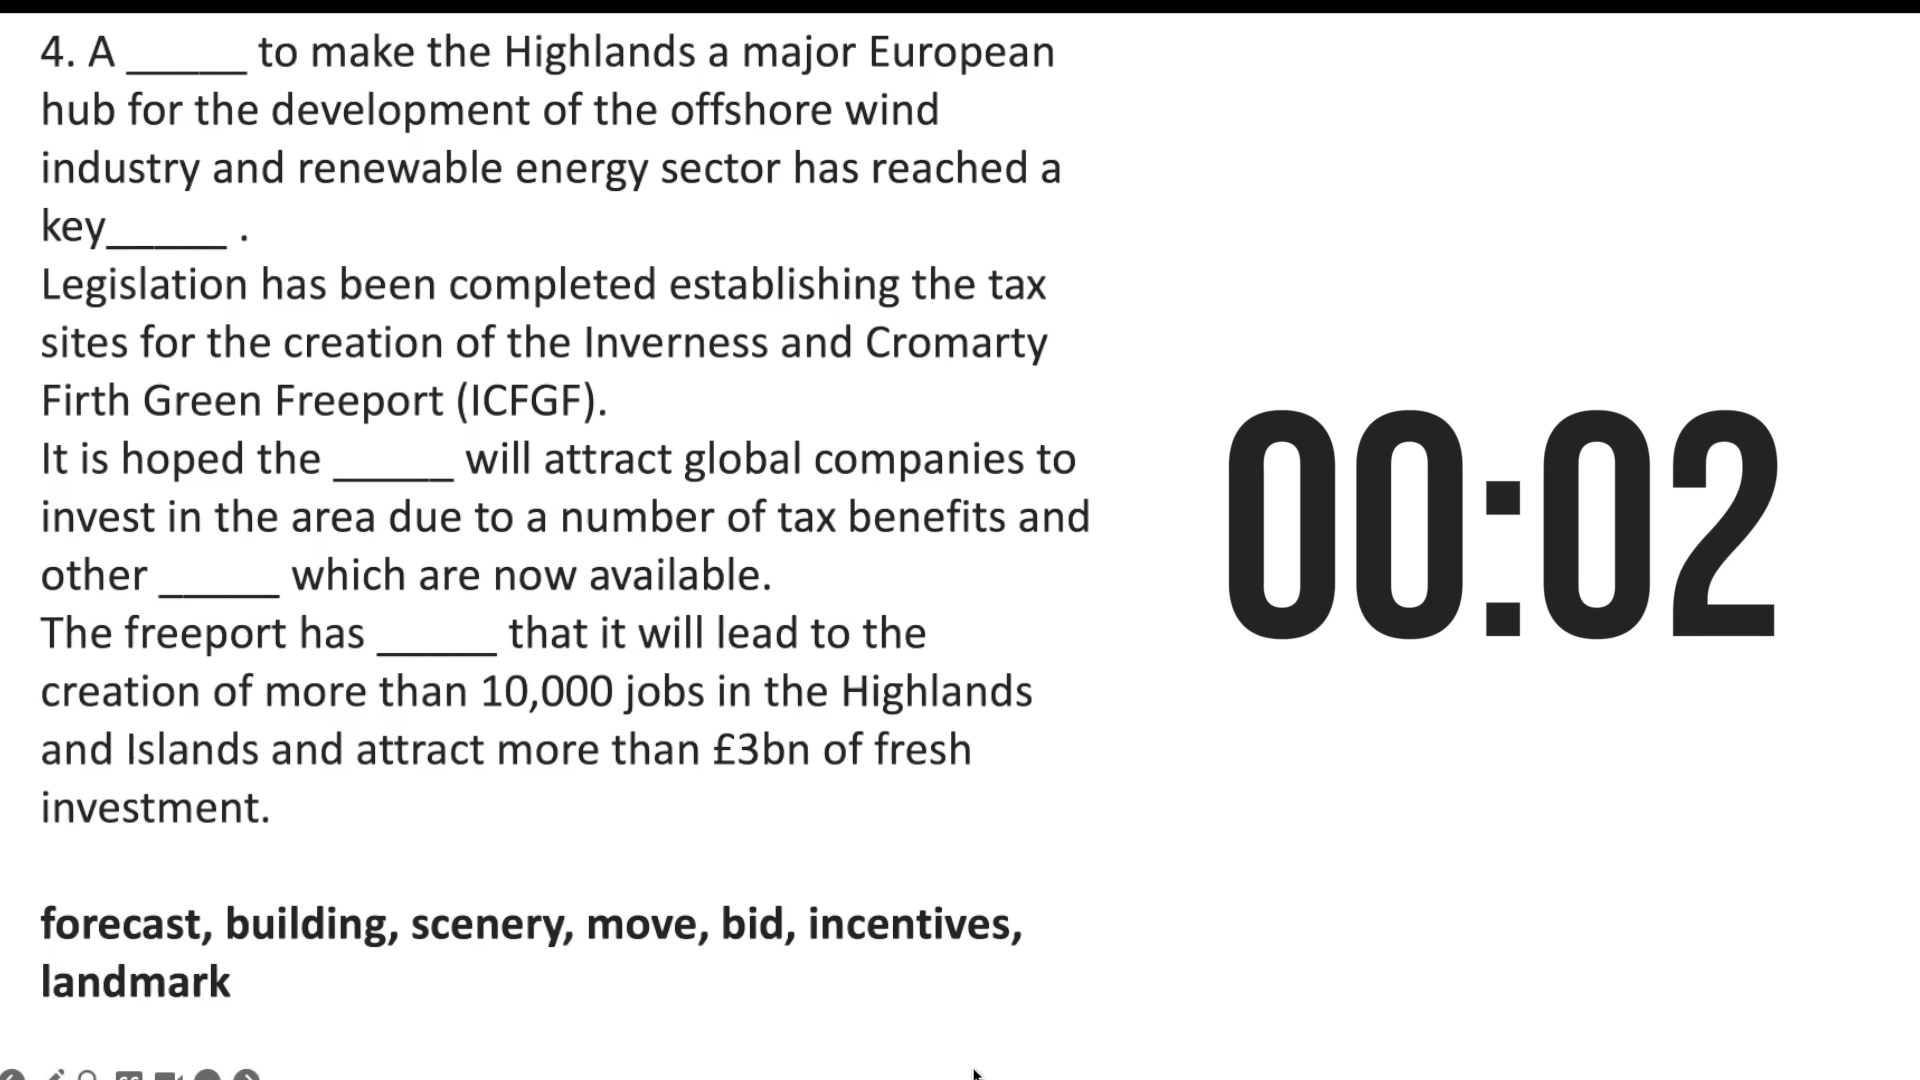 4. A _____ to make the Highlands a major European
hub for the development of the offshore wind
industry and renewable energy sector has reached a
key_____ .
Legislation has been completed establishing the tax
sites for the creation of the Inverness and Cromarty
Firth Green Freeport (ICFGF).
It is hoped the _____ will attract global companies to
invest in the area due to a number of tax benefits and
other _____ which are now available.
The freeport has _____ that it will lead to the
creation of more than 10,000 jobs in the Highlands
and Islands and attract more than £3bn of fresh
investment.
forecast, building, scenery, move, bid, incentives,
landmark
00:02